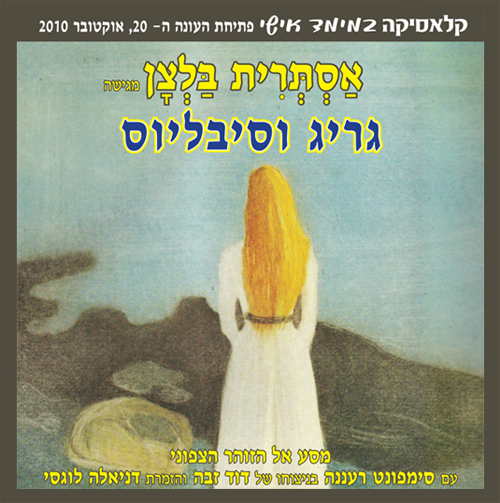 קלאסיקה במימד אישי פתיחת העונה ה- 20, אוקטובר 2010
אַסְתְּרִית בַּלְצָן מגישה
גריג וסיבליוס
מסע אל הזוהר הצפוני
עם סימפונט רעננה בניצוחו של דוד זבה והזמרת דניאלה לוגסי